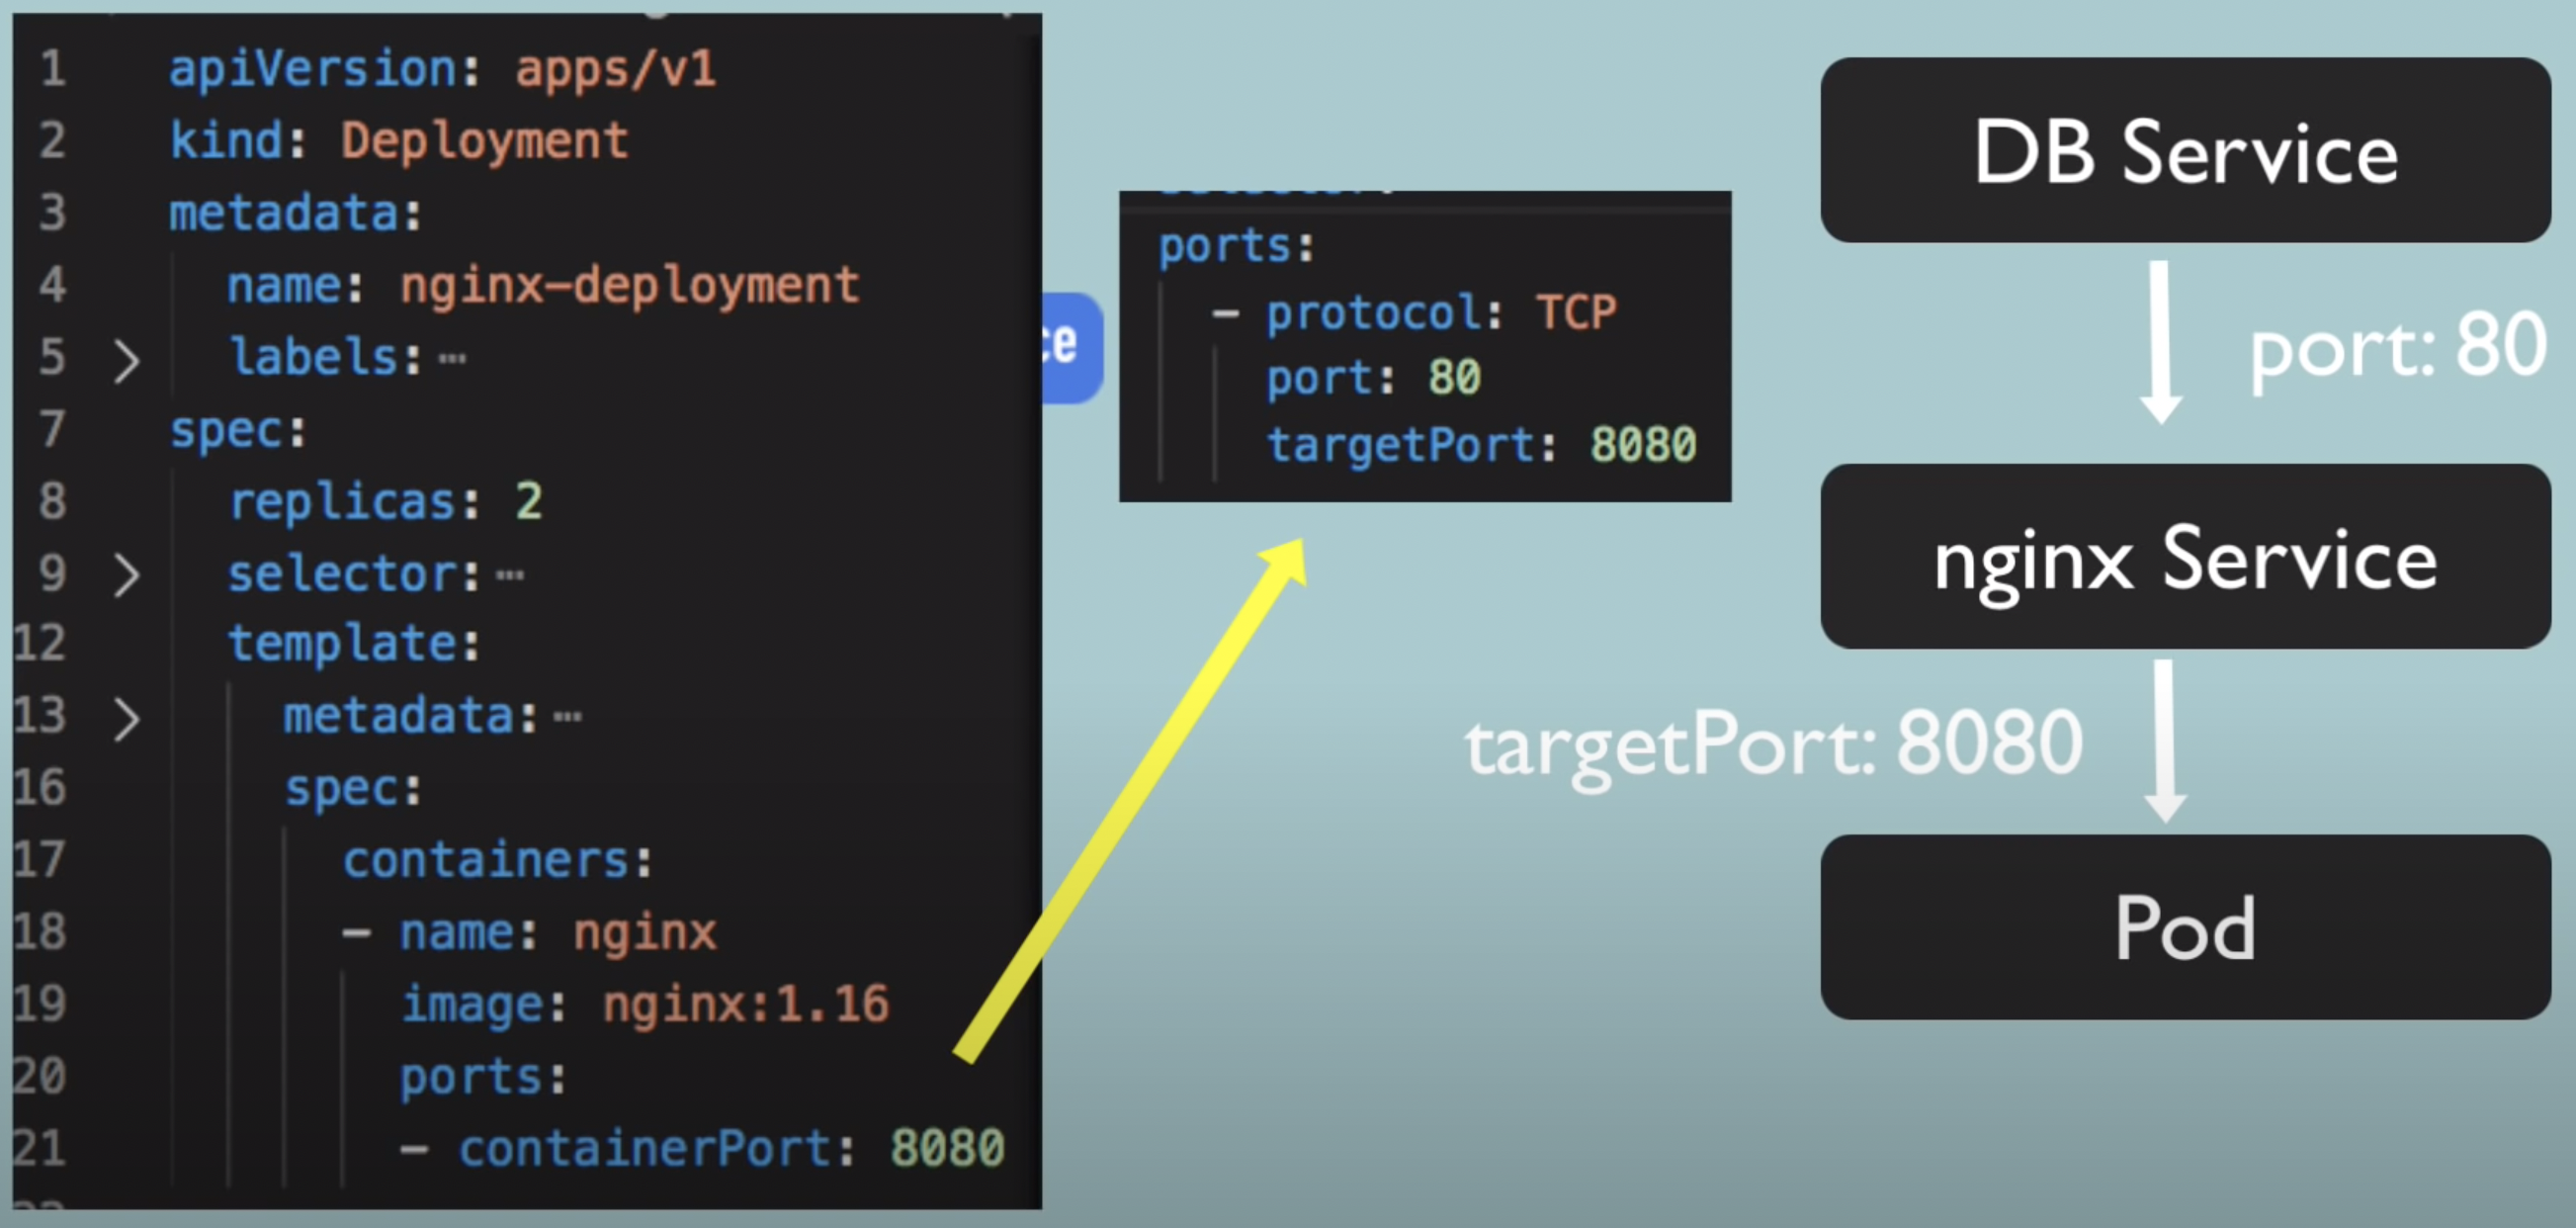 1 apiVersion: apps/v1
2 kind: Deployment
3 metadata:
4 name: nginx-deployment
5 labels:
7 spec:
8 replicas: 2
9 selector:
12 template:
13 metadata:
16 spec:
17 containers:
18 - name: nginx
19 image: nginx:1.16
20 ports:
21 - containerPort: 8080
ce
ports:
- protocol: TCP
port: 80
targetPort: 8080
DB Service
port: 80
nginx Service
targetPort: 8080
Pod